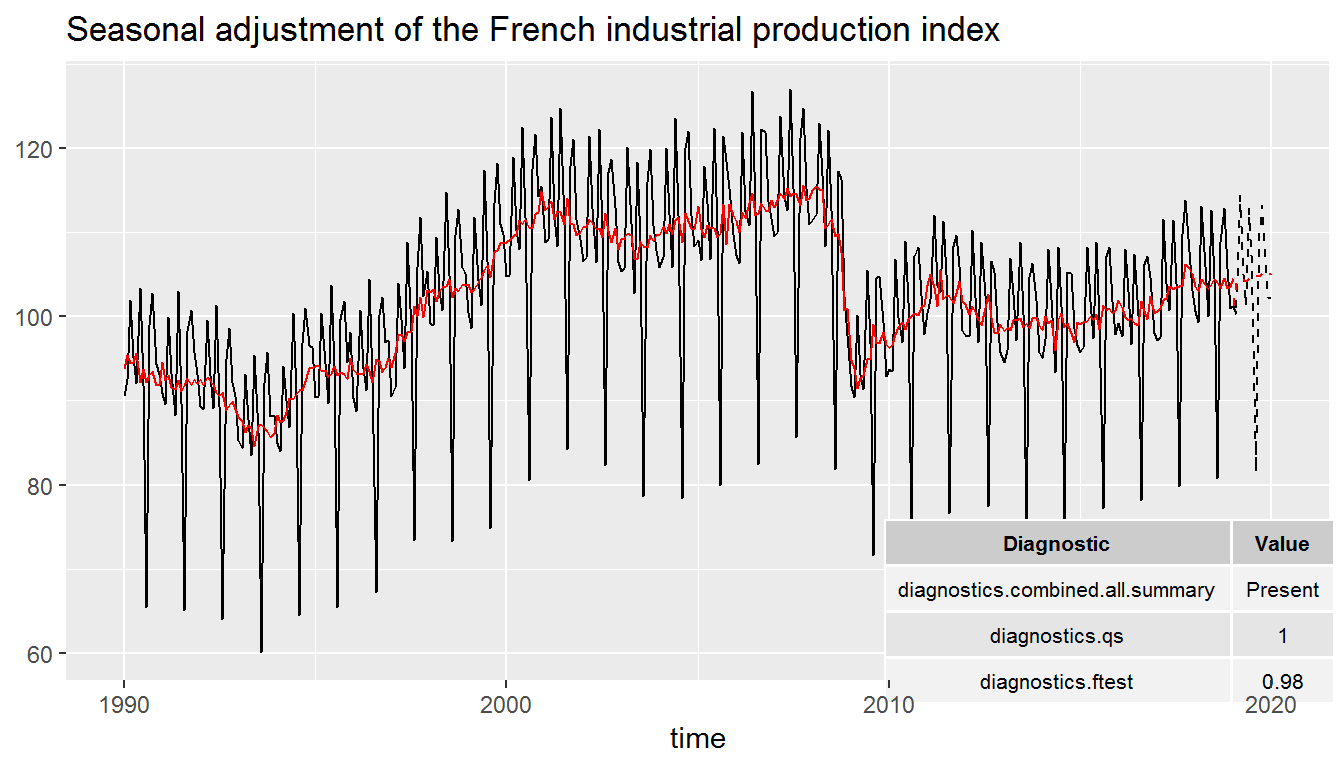 Seasonal adjustment of the French industrial production index
120
100
80
60
Diagnostic Value
diagnostics.combined.all.summary Present
diagnostics.qs 1
diagnostics.ftest 0.98
1990 2000 2010 2020
time